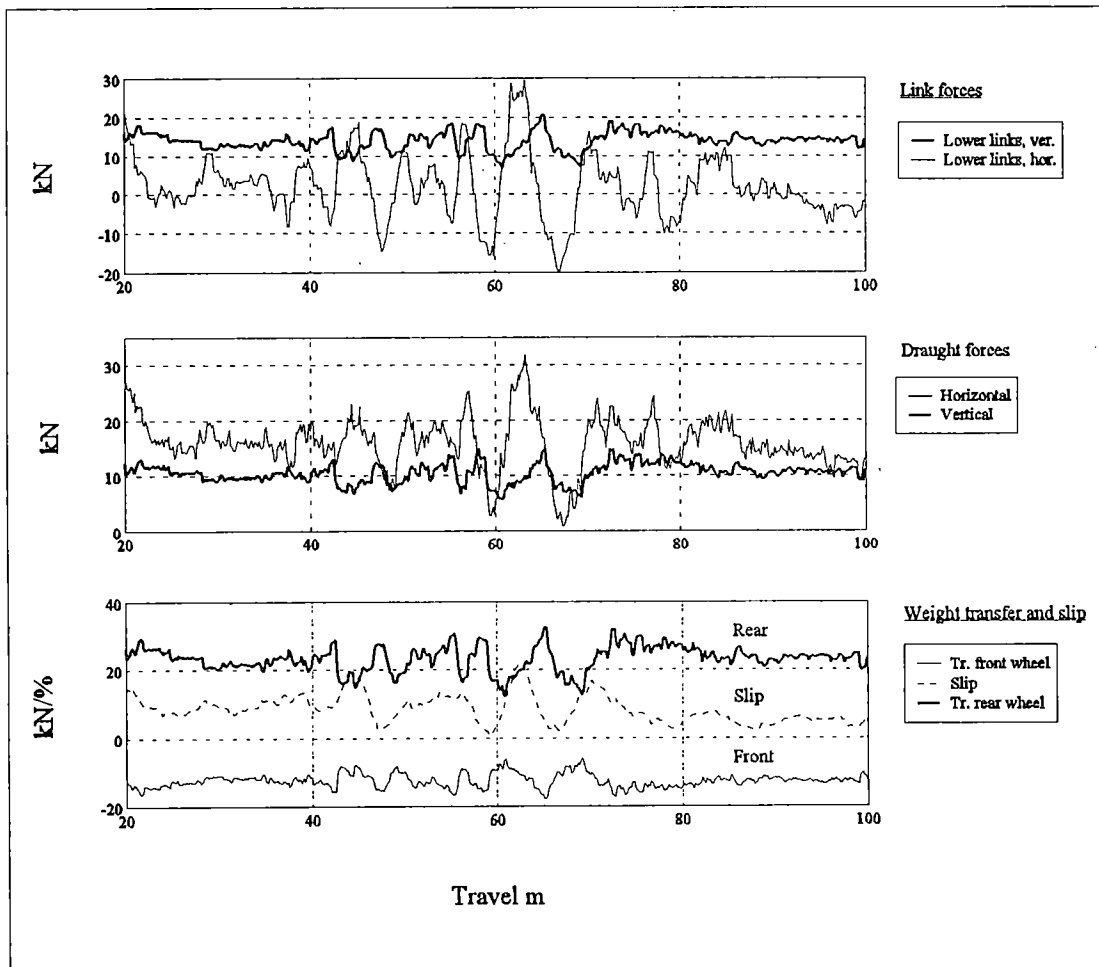 30
20
10
0
-10
-20
kN
20
40
60
80
100
Link forces
Lower links, ver.
Lower links, hor.
30
20
10
0
kN
20
40
60
80
100
Draught forces
Horizontal
Vertical
40
20
0
-20
kN/%
Rear
Slip
Front
20
40
60
80
100
Weight transfer and slip
Tr. front wheel
Slip
Tr. rear wheel
Travel m